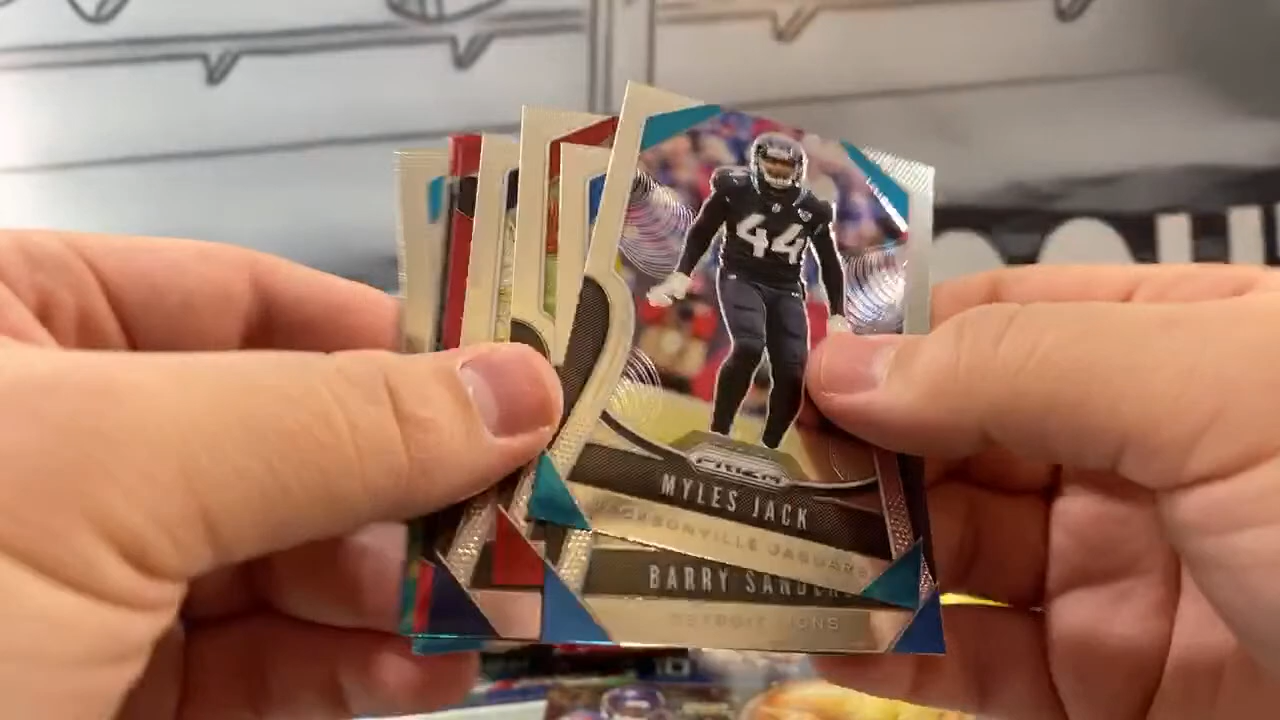 44
PRIZM
MYLES JACK
JACKSONVILLE JAGUARS
BARRY SANDERS
DETROIT LIONS